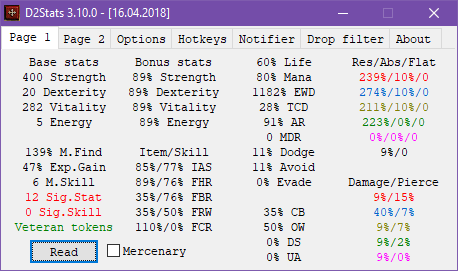 D2Stats 3.10.0 - [16.04.2018]
Page 1 Page 2 Options Hotkeys Notifier Drop filter About
Base stats Bonus stats 60% Life Res/Abs/Flat
400 Strength 89% Strength 80% Mana 239%/10%/0
20 Dexterity 89% Dexterity 1182% EWD 274%/10%/0
282 Vitality 89% Vitality 28% TCD 211%/10%/0
5 Energy 89% Energy 91% AR 223%/0%/0
0 MDR 0%/0%/0
139% M.Find Item/Skill 11% Dodge 9%/0
47% Exp.Gain 85%/77% IAS 11% Avoid
6 M.Skill 89%/76% FHR 0% Evade Damage/Pierce
12 Sig.Stat 35%/76% FBR 9%/15%
0 Sig.Skill 35%/50% FRW 35% CB 40%/7%
Veteran tokens 110%/0% FCR 50% OW 9%/7%
Read Mercenary 0% DS 9%/2%
0% UA 9%/0%